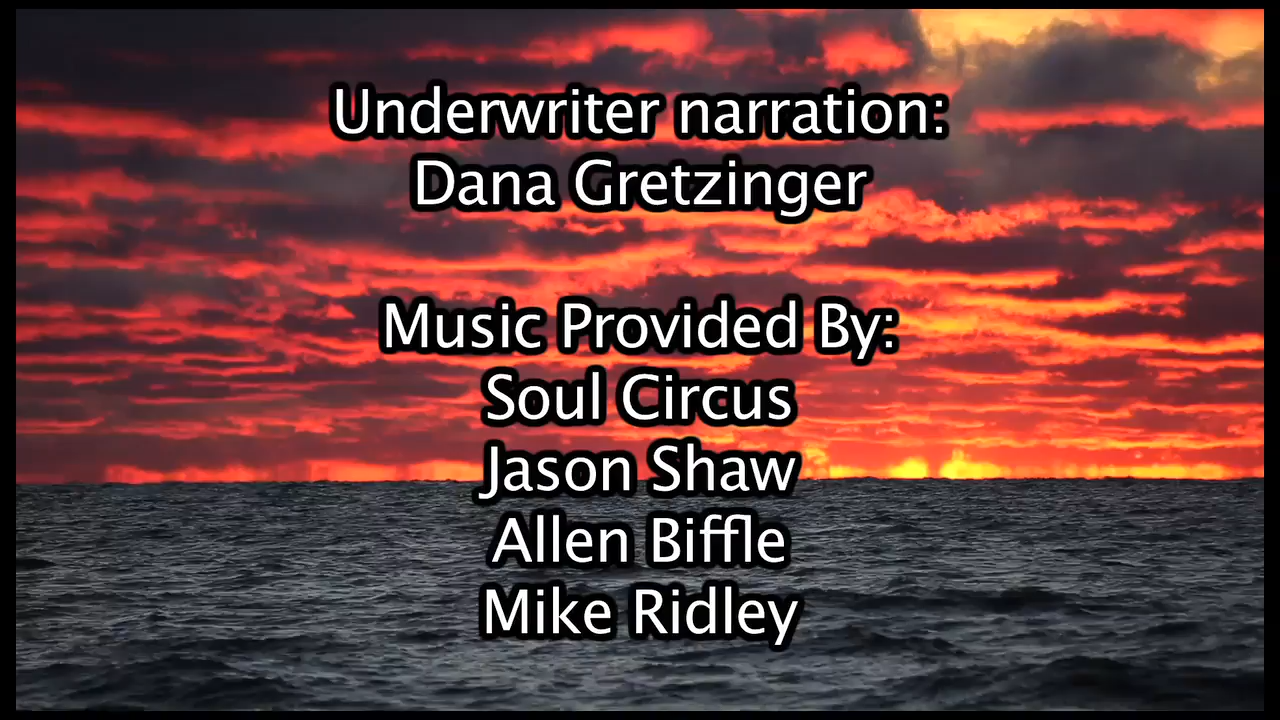 Underwriter narration:
Dana Gretzinger
Music Provided By:
Soul Circus
Jason Shaw
Allen Biffle
Mike Ridley